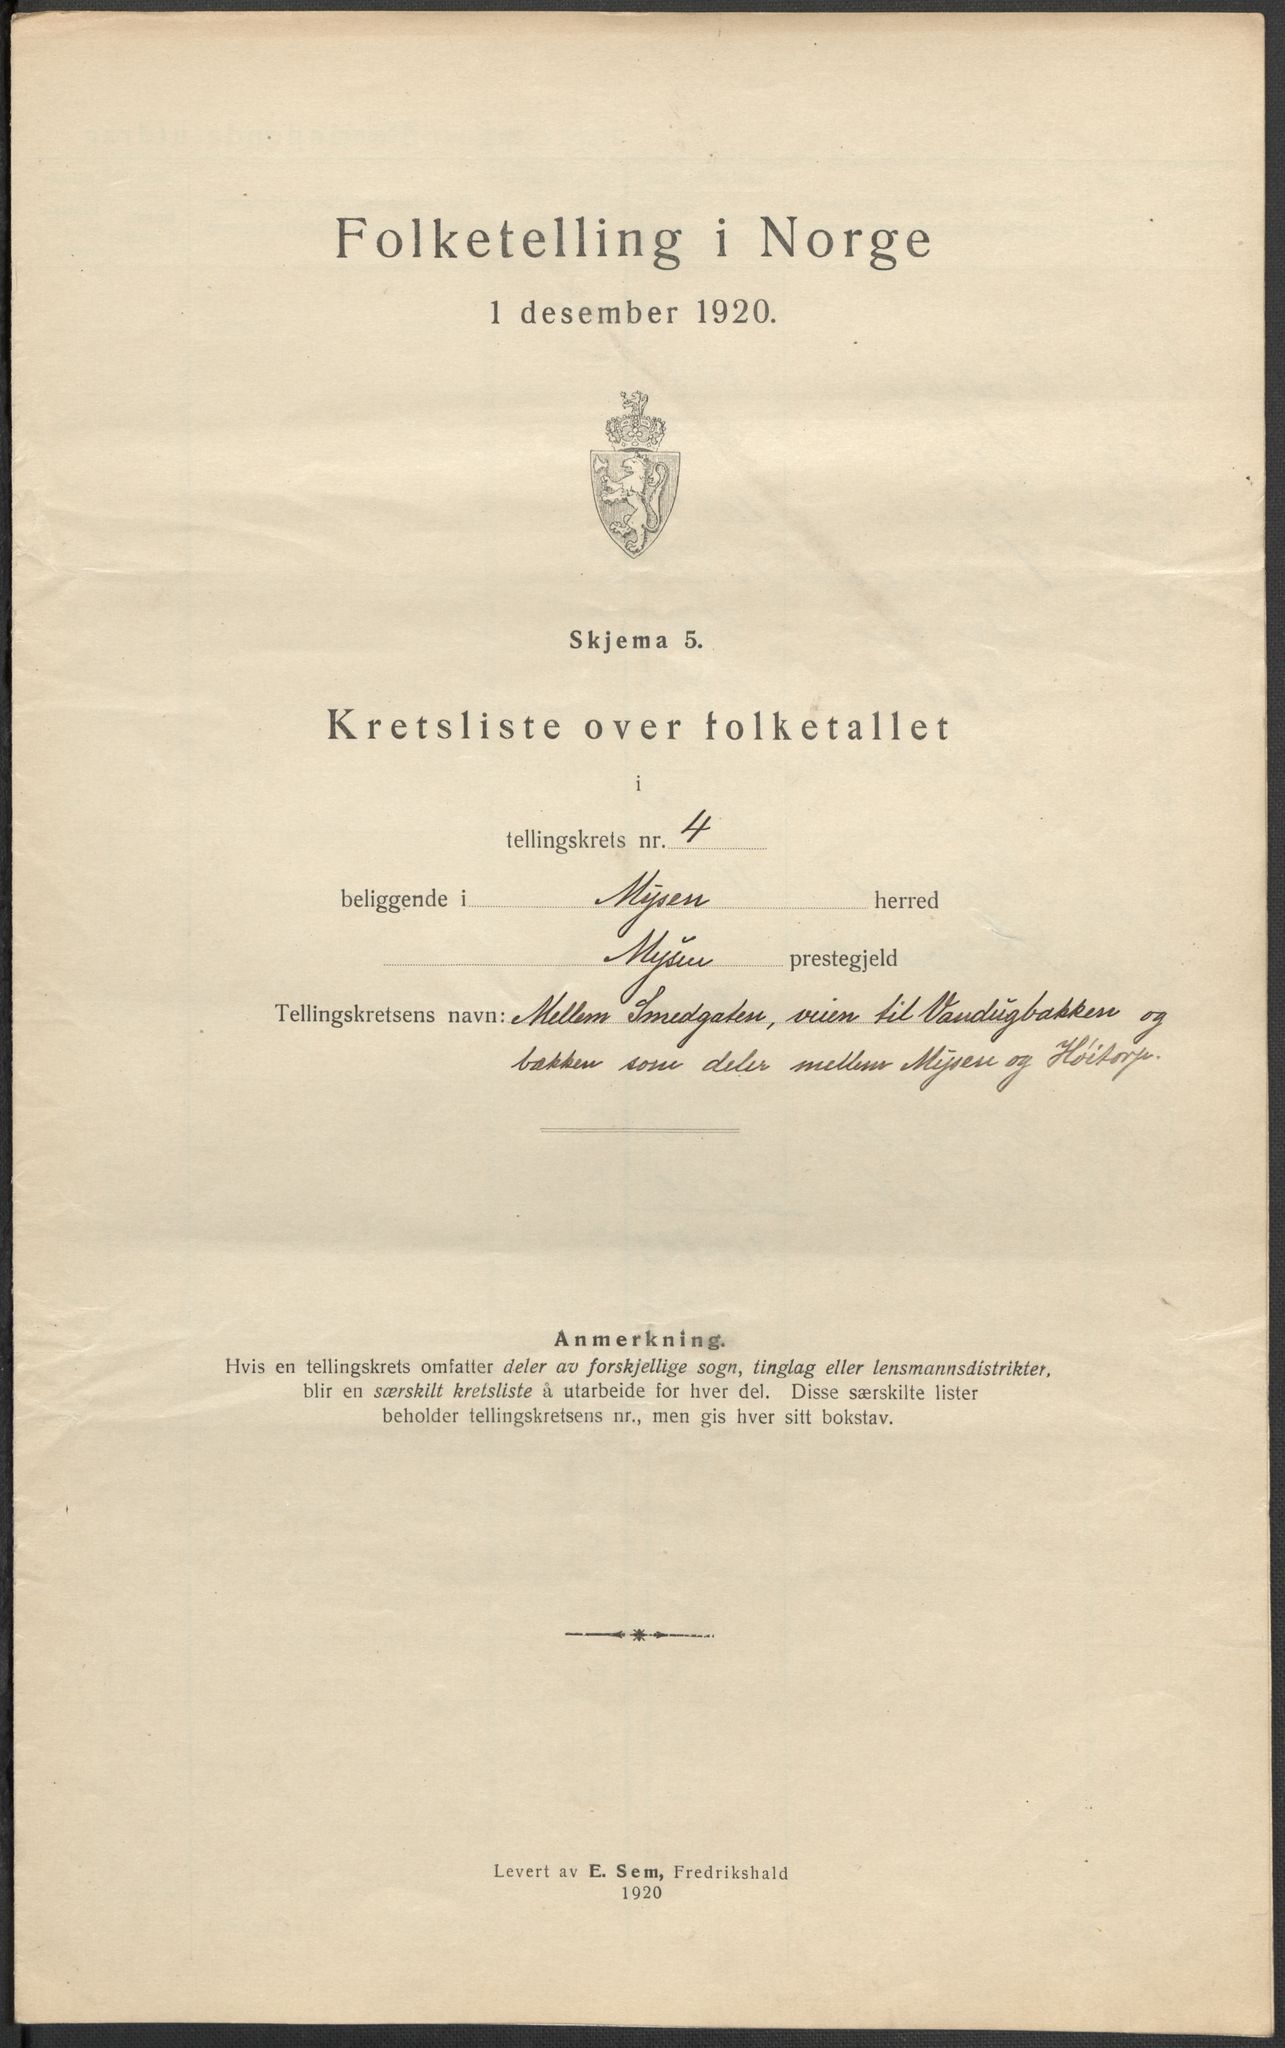 Folketelling i Norge
1 desember 1920.
Skjema 5.
Kretsliste over folketallet
i
tellingskrets nr. 4
beliggende i Mysen herred
Mysen prestegjeld
Tellingskretsens navn: Mellem Smedgaten, veien til Vandugbakken og
bækken som deler mellem Mysen og Høitorp.
Anmerkning.
Hvis en tellingskrets omfatter deler av forskjellige sogn, tinglag eller lensmannsdistrikter,
blir en særskilt kretsliste å utarbeide for hver del. Disse særskilte lister
beholder tellingskretsens nr., men gis hver sitt bokstav.
Levert av E. Sem, Fredrikshald
1920